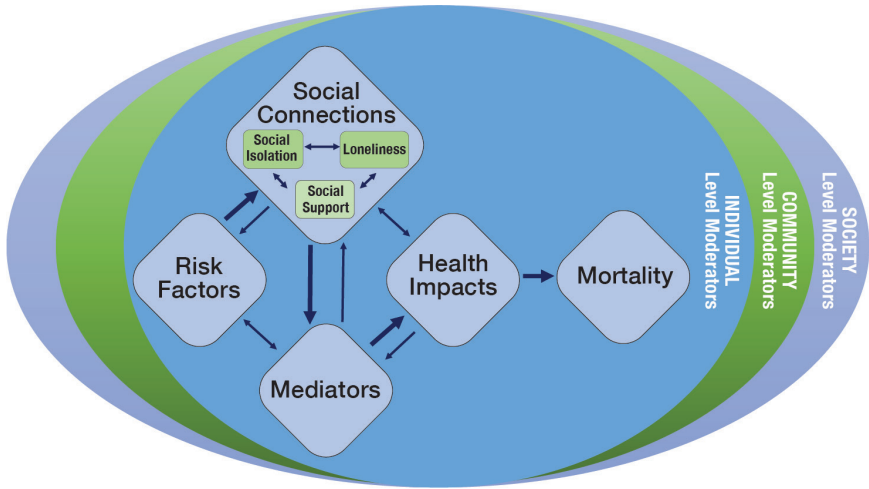 Social
Connections
Social
Isolation
Loneliness
Social
Support
Risk
Factors
Health
Impacts
Mortality
Mediators
INDIVIDUAL
Level Moderators
COMMUNITY
Level Moderators
SOCIETY
Level Moderators